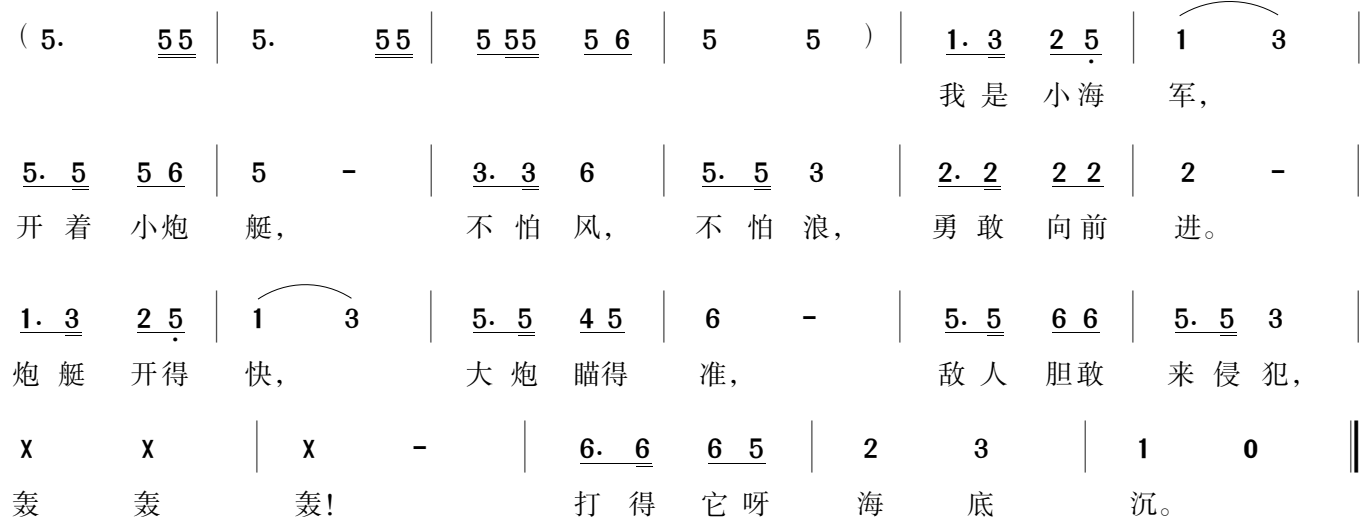 ( 5. 55 | 5. 55 | 5 55 5 6 | 5 5 ) | 1. 3 2 5 | 1 3 |
我是 小海 军,
5. 5 5 6 | 5 - | 3. 3 6 | 5. 5 3 | 2. 2 2 2 | 2 - |
开着 小炮 艇, 不怕 风, 不怕 浪, 勇敢 向前 进。
1. 3 2 5 | 1 3 | 5. 5 4 5 | 6 - | 5. 5 6 6 | 5. 5 3 |
炮艇 开得 快, 大炮 瞄得 准, 敌人 胆敢 来侵 犯,
X X | X - | 6. 6 6 5 | 2 3 | 1 0 ‖
轰 轰 轰! 打得 它呀 海 底 沉。